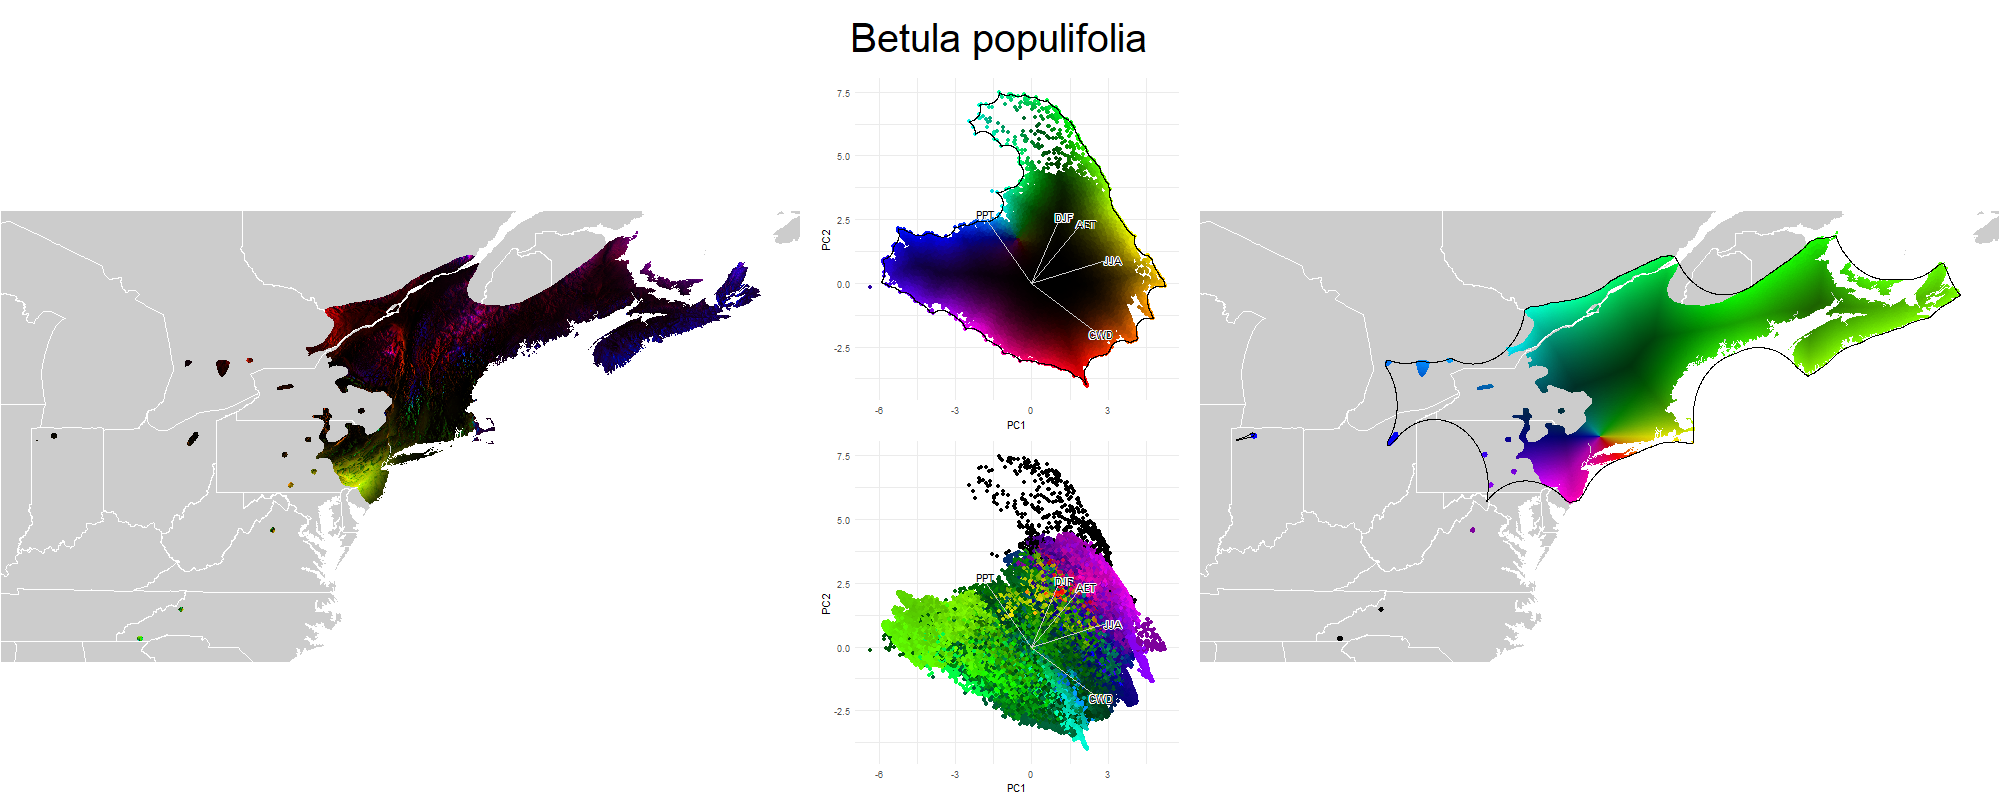 Betula populifolia
7.5
5.0
2.5
0.0
-2.5
PC2
PPT
DJF
AET
JJA
CWD
-6
-3
0
3
PC1
7.5
5.0
2.5
0.0
-2.5
PC2
PPT
DJF
AET
JJA
CWD
-6
-3
0
3
PC1